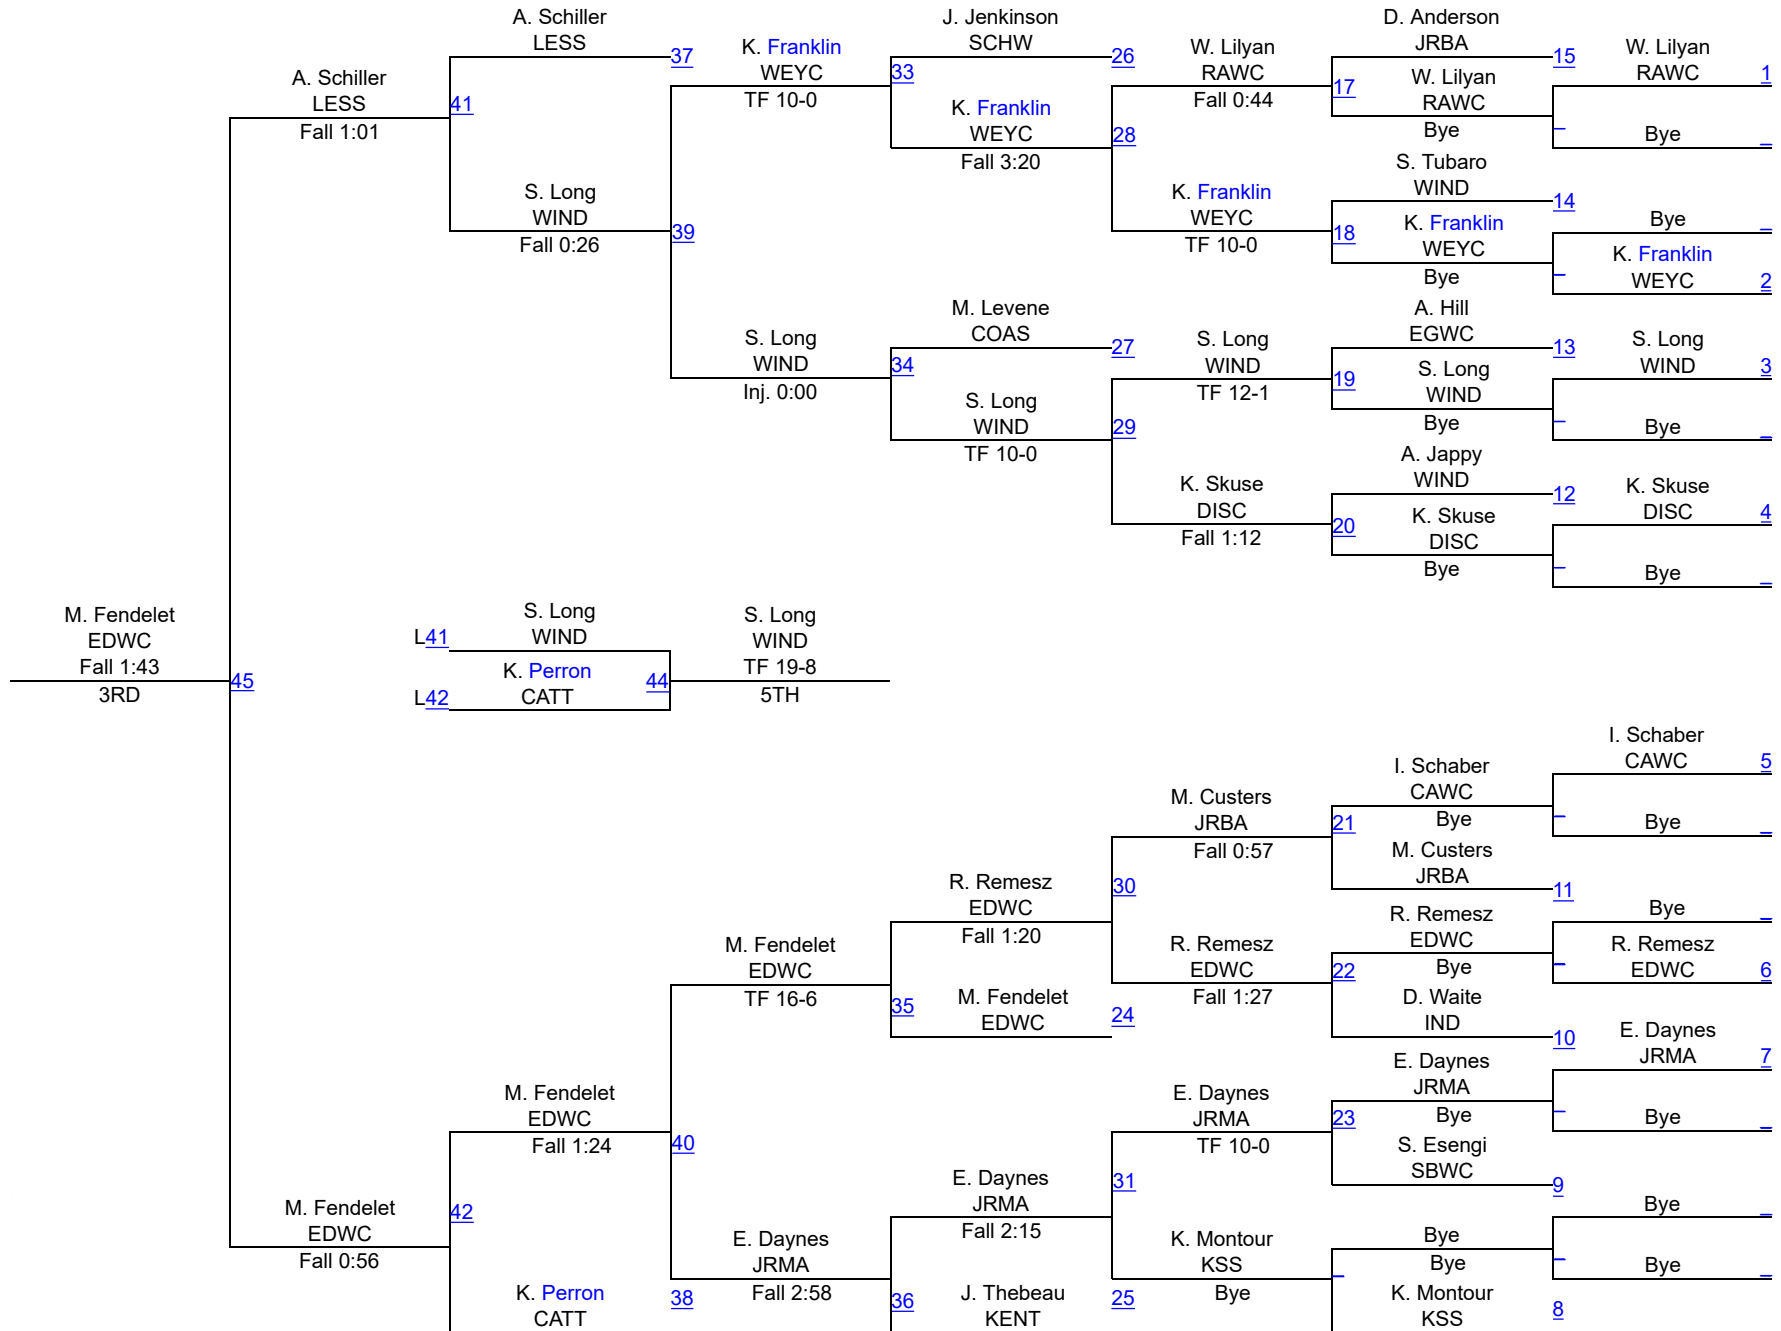 A. Schiller
LESS
37
J. Jenkinson
SCHW
26
D. Anderson
JRBA
15
K. Franklin
WEYC
TF 10-0
33
W. Lilyan
RAWC
Fall 0:44
17
W. Lilyan
RAWC
Bye
W. Lilyan
RAWC
1
Bye
A. Schiller
LESS
Fall 1:01
41
K. Franklin
WEYC
Fall 3:20
28
S. Tubaro
WIND
14
Bye
S. Long
WIND
Fall 0:26
39
K. Franklin
WEYC
TF 10-0
18
K. Franklin
WEYC
Bye
K. Franklin
WEYC
2
M. Levene
COAS
27
A. Hill
EGWC
13
S. Long
WIND
3
S. Long
WIND
Inj. 0:00
34
S. Long
WIND
TF 12-1
19
S. Long
WIND
Bye
Bye
S. Long
WIND
TF 10-0
29
A. Jappy
WIND
12
K. Skuse
DISC
4
K. Skuse
DISC
Fall 1:12
20
K. Skuse
DISC
Bye
Bye
M. Fendelet
EDWC
Fall 1:43
3RD
45
L41
S. Long
WIND
S. Long
WIND
TF 19-8
5TH
L42
K. Perron
CATT
44
I. Schaber
CAWC
5
I. Schaber
CAWC
Bye
Bye
M. Custers
JRBA
Fall 0:57
21
M. Custers
JRBA
11
R. Remesz
EDWC
Fall 1:20
30
R. Remesz
EDWC
Bye
Bye
M. Fendelet
EDWC
TF 16-6
R. Remesz
EDWC
Fall 1:27
22
R. Remesz
EDWC
6
35
M. Fendelet
EDWC
24
D. Waite
IND
10
E. Daynes
JRMA
7
M. Fendelet
EDWC
Fall 1:24
40
E. Daynes
JRMA
TF 10-0
23
E. Daynes
JRMA
Bye
Bye
S. Esengi
SBWC
9
M. Fendelet
EDWC
Fall 0:56
42
E. Daynes
JRMA
Fall 2:15
31
Bye
E. Daynes
JRMA
Fall 2:58
K. Montour
KSS
Bye
Bye
Bye
Bye
K. Perron
CATT
38
36
J. Thebeau
KENT
25
K. Montour
KSS
8